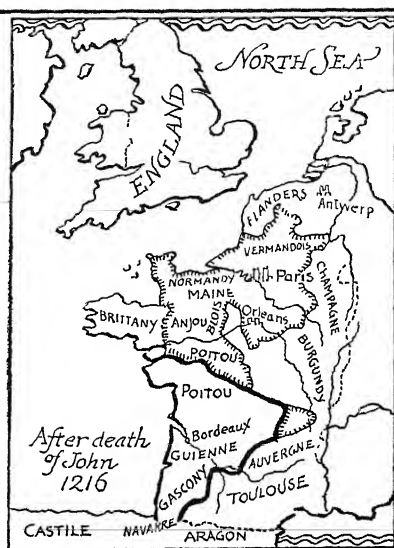 NORTH SEA
ENGLAND
FLANDERS
Antwerp
VERMANDOIS
NORMANDY
Paris
CHAMPAGNE
MAINE
BRITTANY
ANJOU
BLOIS
Orleans
BURGUNDY
POITOU
POITOU
Bordeaux
GUIENNE
AUVERGNE
After death
of John
1216
GASCONY
TOULOUSE
CASTILE
NAVARRE
ARAGON